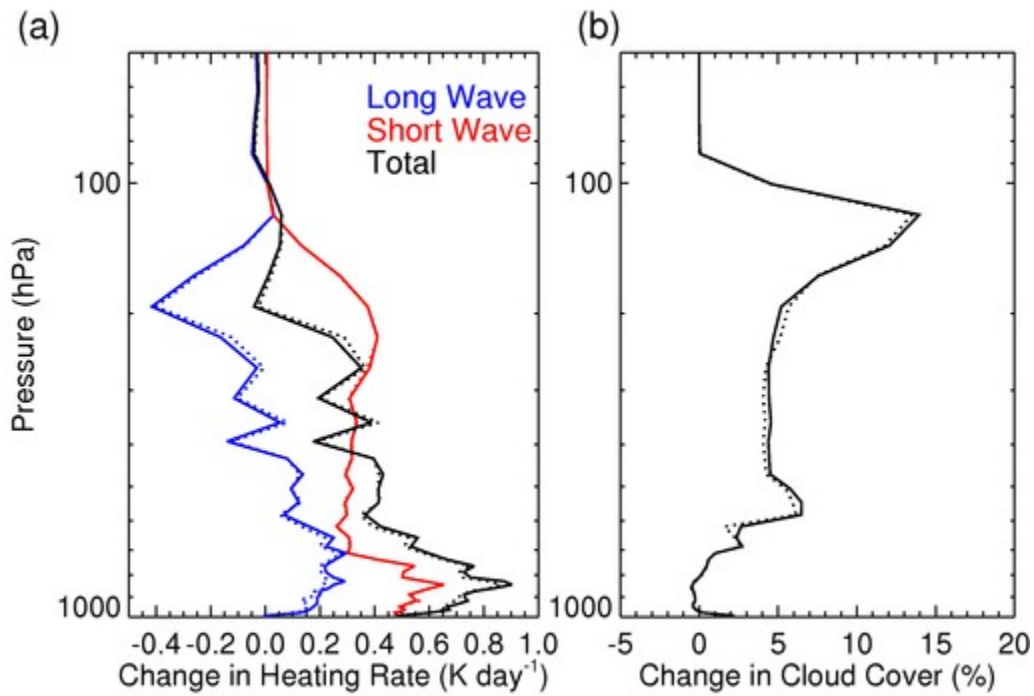 (a)
(b)
Long Wave
Short Wave
Total
100
1000
Pressure (hPa)
-0.4-0.2 0.0 0.2 0.4 0.6 0.8 1.0
Change in Heating Rate (K day⁻¹)
100
1000
-5 0 5 10 15 20
Change in Cloud Cover (%)